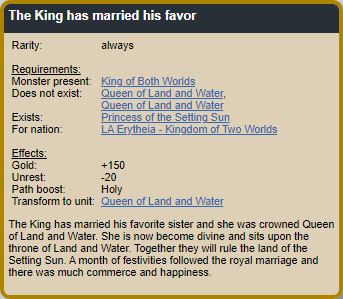 The King has married his favor
Rarity: always
Requirements:
Monster present: King of Both Worlds
Does not exist: Queen of Land and Water,
Queen of Land and Water
Exists: Princess of the Setting Sun
For nation: LA Erytheia - Kingdom of Two Worlds
Effects:
Gold: +150
Unrest: -20
Path boost: Holy
Transform to unit: Queen of Land and Water
The King has married his favorite sister and she was crowned Queen
of Land and Water. She is now become divine and sits upon the
throne of Land and Water. Together they will rule the land of the
Setting Sun. A month of festivities followed the royal marriage and
there was much commerce and happiness.